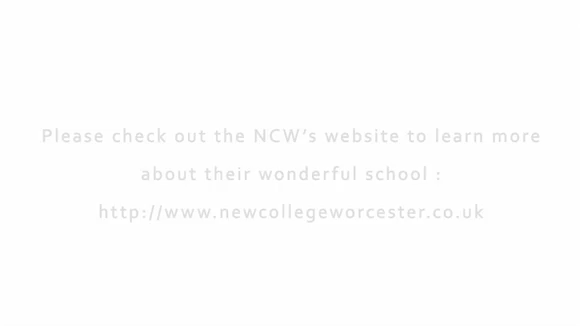 Please check out the NCW's website to learn more
about their wonderful school :
http://www.newcollegeworcester.co.uk